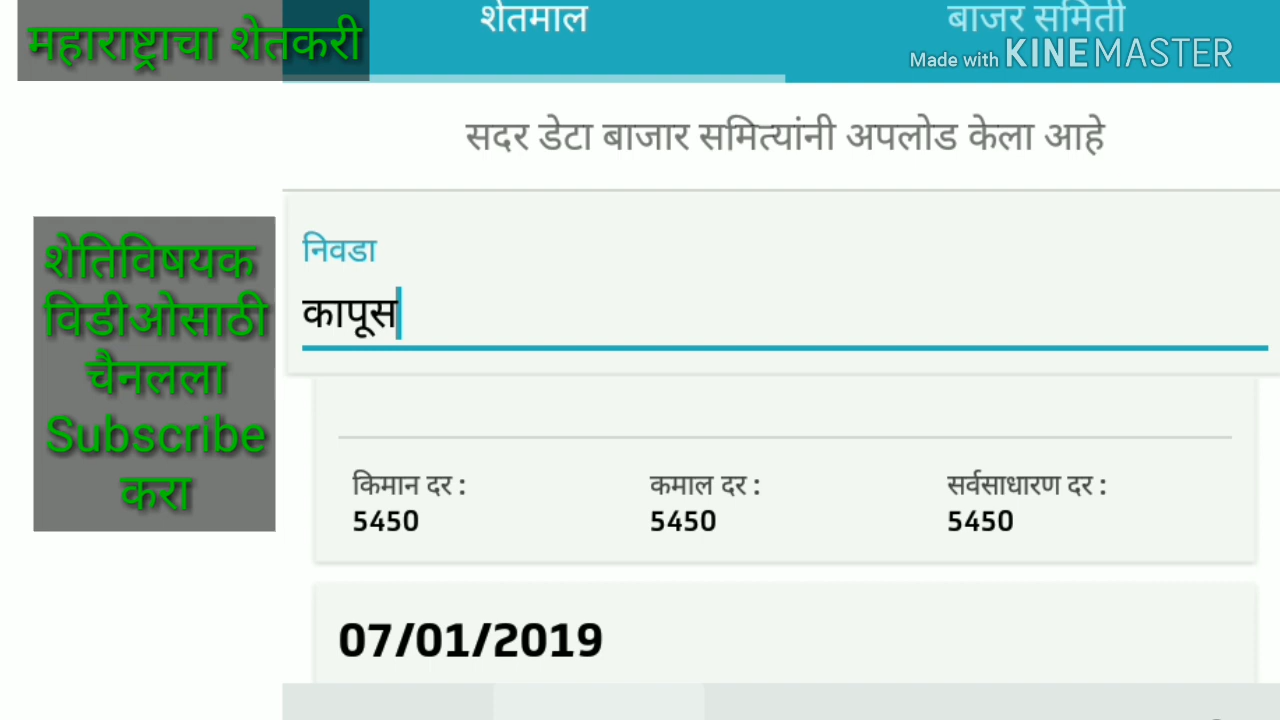 महाराष्ट्राचा शेतकरी
शेतमाल
बाजर समिती
Made with KINEMASTER
सदर डेटा बाजार समित्यांनी अपलोड केला आहे
शेतिविषयक
विडीओसाठी
चैनलला
Subscribe
करा
निवडा
कापूस
किमान दर : कमाल दर : सर्वसाधारण दर :
5450 5450 5450
07/01/2019